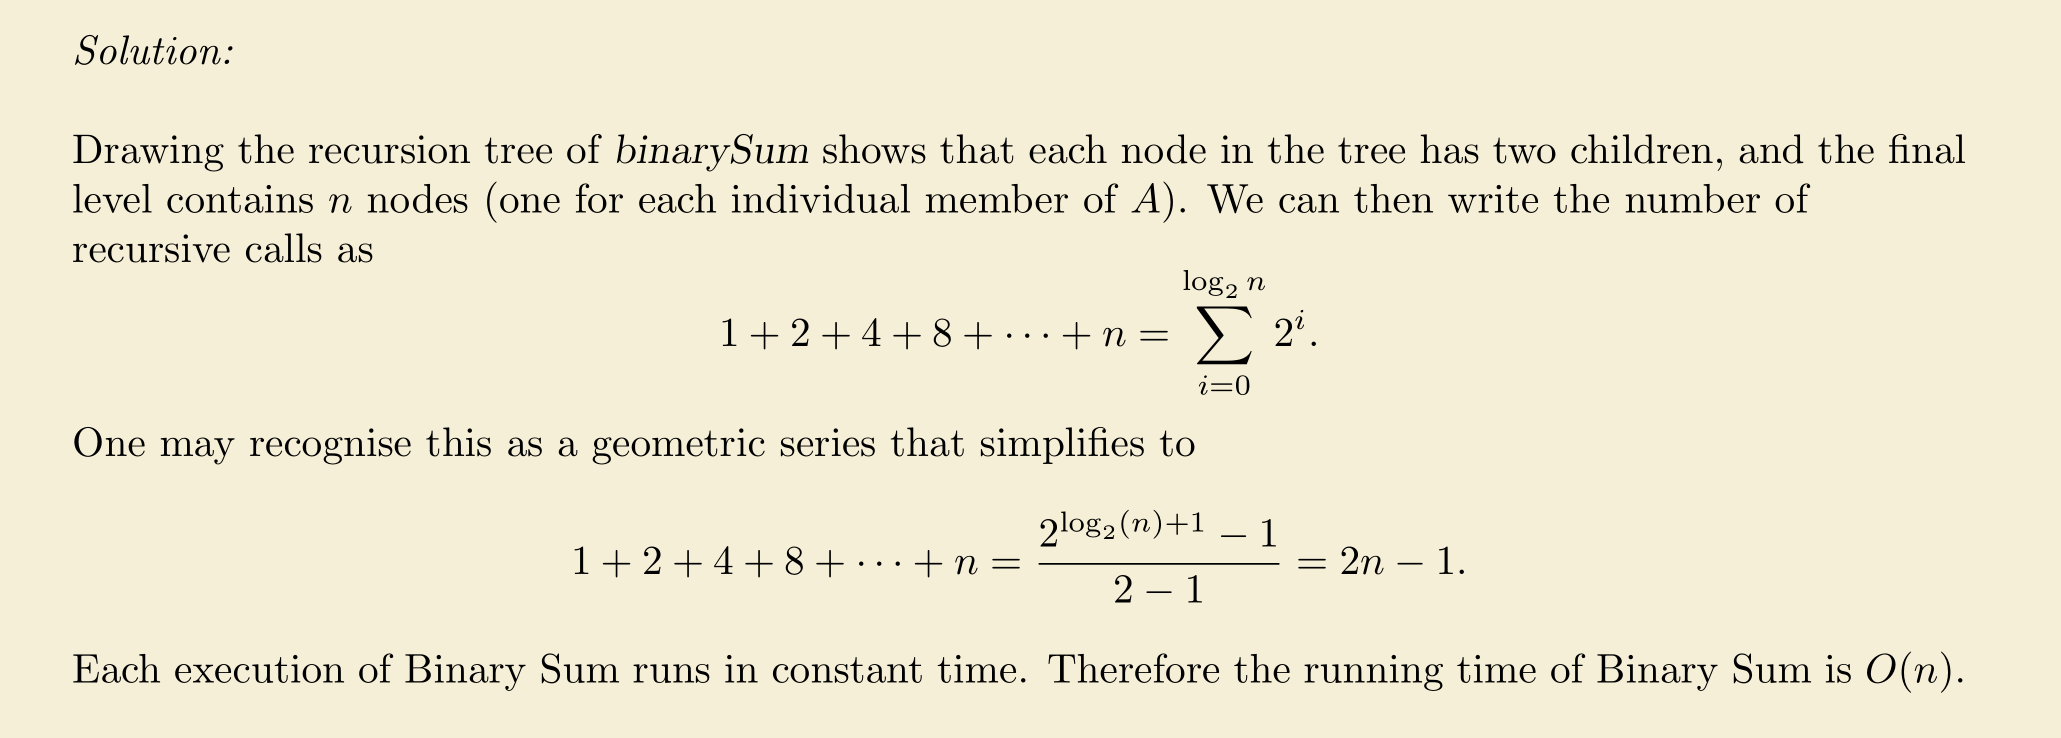 Solution:
Drawing the recursion tree of binarySum shows that each node in the tree has two children, and the final
level contains n nodes (one for each individual member of A). We can then write the number of
recursive calls as
1 + 2 + 4 + 8 + ⋯ + n = \sum_{i=0}^{\log_2 n} 2^i.
One may recognise this as a geometric series that simplifies to
1 + 2 + 4 + 8 + ⋯ + n = \frac{2^{\log_2(n)+1} − 1}{2 − 1} = 2n − 1.
Each execution of Binary Sum runs in constant time. Therefore the running time of Binary Sum is O(n).